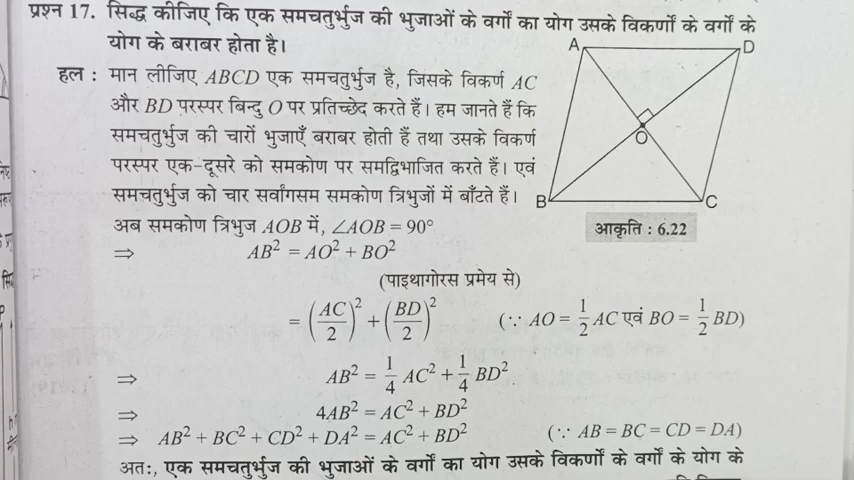 प्रश्न 17. सिद्ध कीजिए कि एक समचतुर्भुज की भुजाओं के वर्गों का योग उसके विकर्णों के वर्गों के
योग के बराबर होता है।
हल : मान लीजिए ABCD एक समचतुर्भुज है, जिसके विकर्ण AC
और BD परस्पर बिन्दु O पर प्रतिच्छेद करते हैं। हम जानते हैं कि
समचतुर्भुज की चारों भुजाएँ बराबर होती हैं तथा उसके विकर्ण
परस्पर एक-दूसरे को समकोण पर समद्विभाजित करते हैं। एवं
समचतुर्भुज को चार सर्वांगसम समकोण त्रिभुजों में बाँटते हैं।
A D
O
B C
आकृति : 6.22
अब समकोण त्रिभुज AOB में, ∠AOB = 90°
⇒ AB² = AO² + BO²
(पाइथागोरस प्रमेय से)
= (AC/2)² + (BD/2)² (∵ AO = 1/2 AC एवं BO = 1/2 BD)
⇒ AB² = 1/4 AC² + 1/4 BD²
⇒ 4AB² = AC² + BD²
⇒ AB² + BC² + CD² + DA² = AC² + BD² (∵ AB = BC = CD = DA)
अतः, एक समचतुर्भुज की भुजाओं के वर्गों का योग उसके विकर्णों के वर्गों के योग के